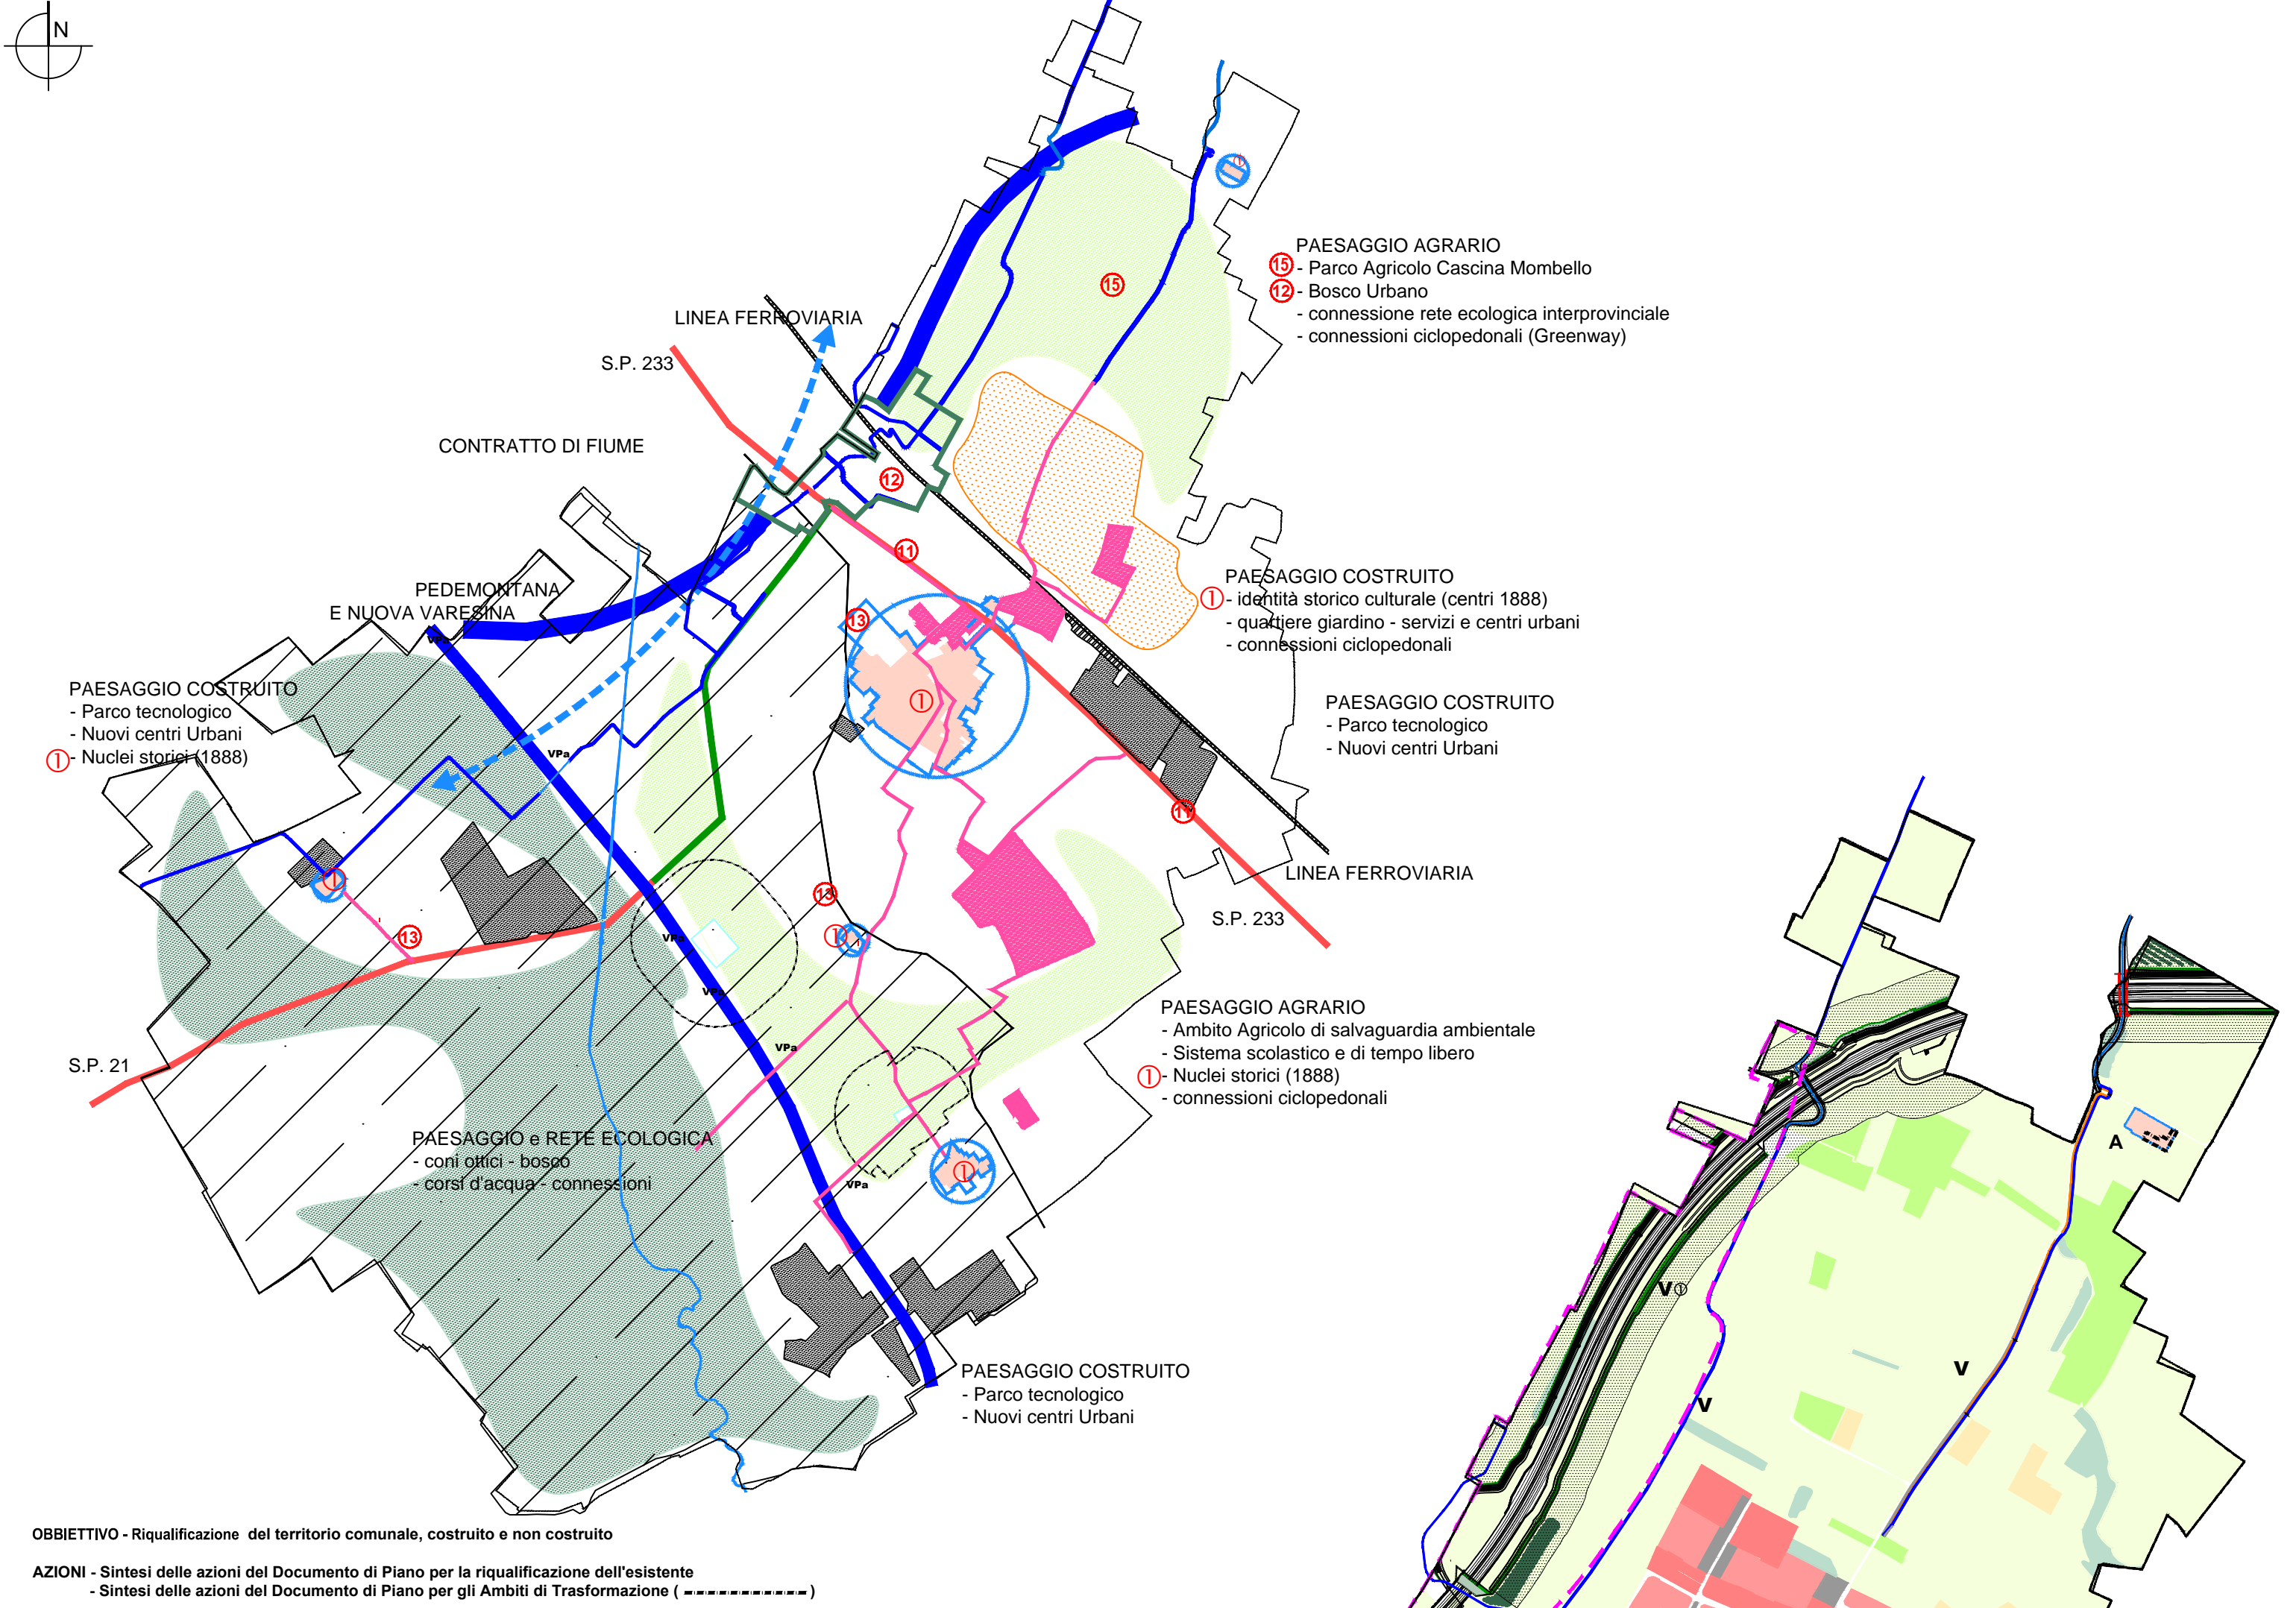 N
PAESAGGIO AGRARIO
15 - Parco Agricolo Cascina Mombello
12 - Bosco Urbano
- connessione rete ecologica interprovinciale
- connessioni ciclopedonali (Greenway)
1
15
LINEA FERROVIARIA
S.P. 233
CONTRATTO DI FIUME
12
11
PEDEMONTANA
E NUOVA VARESINA
VPa
13
1
PAESAGGIO COSTRUITO
1 - identità storico culturale (centri 1888)
- quartiere giardino - servizi e centri urbani
- connessioni ciclopedonali
PAESAGGIO COSTRUITO
- Parco tecnologico
- Nuovi centri Urbani
1 - Nuclei storici (1888)
PAESAGGIO COSTRUITO
- Parco tecnologico
- Nuovi centri Urbani
VPa
11
LINEA FERROVIARIA
S.P. 233
1
13
13
1
VPa
VPa
VPa
VPa
S.P. 21
PAESAGGIO AGRARIO
- Ambito Agricolo di salvaguardia ambientale
- Sistema scolastico e di tempo libero
1 - Nuclei storici (1888)
- connessioni ciclopedonali
PAESAGGIO e RETE ECOLOGICA
- coni ottici - bosco
- corsi d'acqua - connessioni
1
A
V 1
V
V
PAESAGGIO COSTRUITO
- Parco tecnologico
- Nuovi centri Urbani
OBBIETTIVO - Riqualificazione del territorio comunale, costruito e non costruito
AZIONI - Sintesi delle azioni del Documento di Piano per la riqualificazione dell'esistente
- Sintesi delle azioni del Documento di Piano per gli Ambiti di Trasformazione ( )